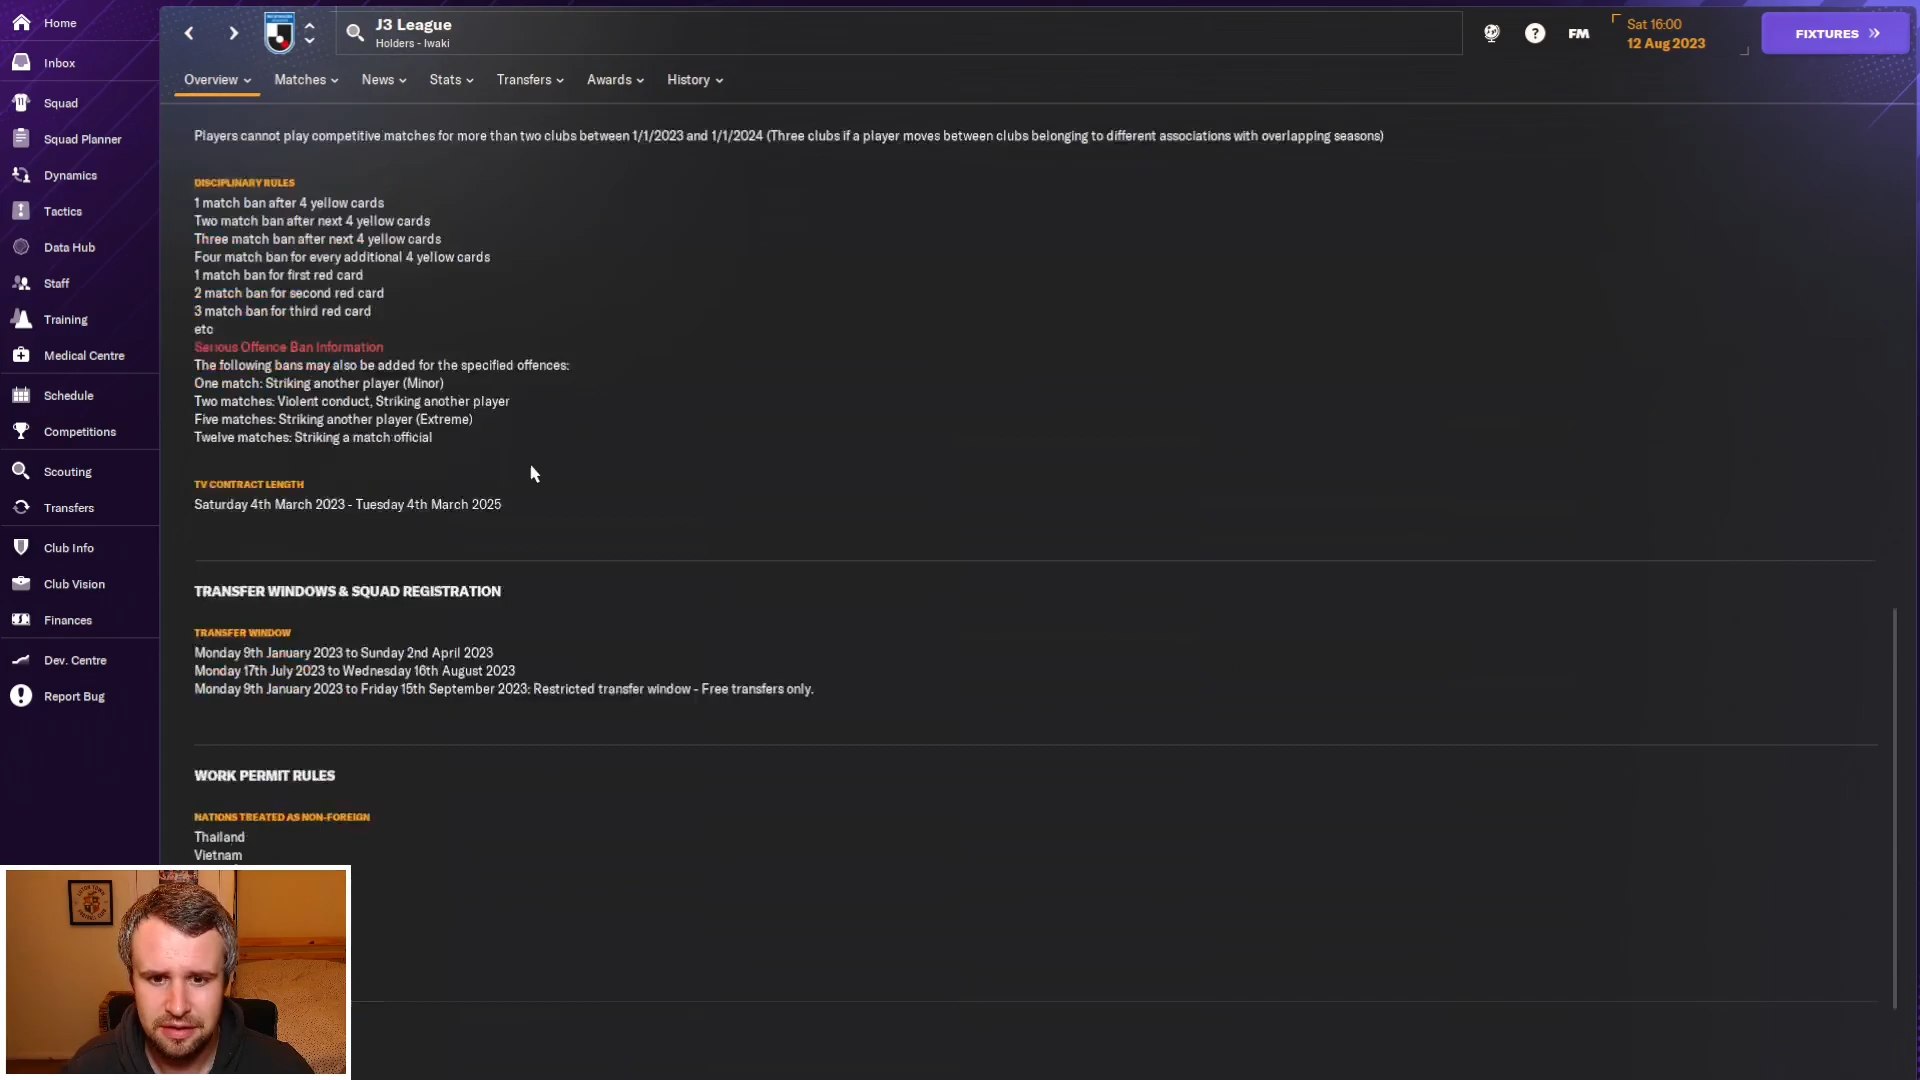 Home
Inbox
Squad
Squad Planner
Dynamics
Tactics
Data Hub
Staff
Training
Medical Centre
Schedule
Competitions
Scouting
Transfers
Club Info
Club Vision
Finances
Dev. Centre
Report Bug
J3 League
Holders - Iwaki
? FM
Sat 16:00
12 Aug 2023
FIXTURES
Overview Matches News Stats Transfers Awards History
Players cannot play competitive matches for more than two clubs between 1/1/2023 and 1/1/2024 (Three clubs if a player moves between clubs belonging to different associations with overlapping seasons)
DISCIPLINARY RULES
1 match ban after 4 yellow cards
Two match ban after next 4 yellow cards
Three match ban after next 4 yellow cards
Four match ban for every additional 4 yellow cards
1 match ban for first red card
2 match ban for second red card
3 match ban for third red card
etc
Serious Offence Ban Information
The following bans may also be added for the specified offences:
One match: Striking another player (Minor)
Two matches: Violent conduct, Striking another player
Five matches: Striking another player (Extreme)
Twelve matches: Striking a match official
TV CONTRACT LENGTH
Saturday 4th March 2023 - Tuesday 4th March 2025
TRANSFER WINDOWS & SQUAD REGISTRATION
TRANSFER WINDOW
Monday 9th January 2023 to Sunday 2nd April 2023
Monday 17th July 2023 to Wednesday 16th August 2023
Monday 9th January 2023 to Friday 15th September 2023: Restricted transfer window - Free transfers only.
WORK PERMIT RULES
NATIONS TREATED AS NON-FOREIGN
Thailand
Vietnam
LUTON TOWN
FOOTBALL CLUB